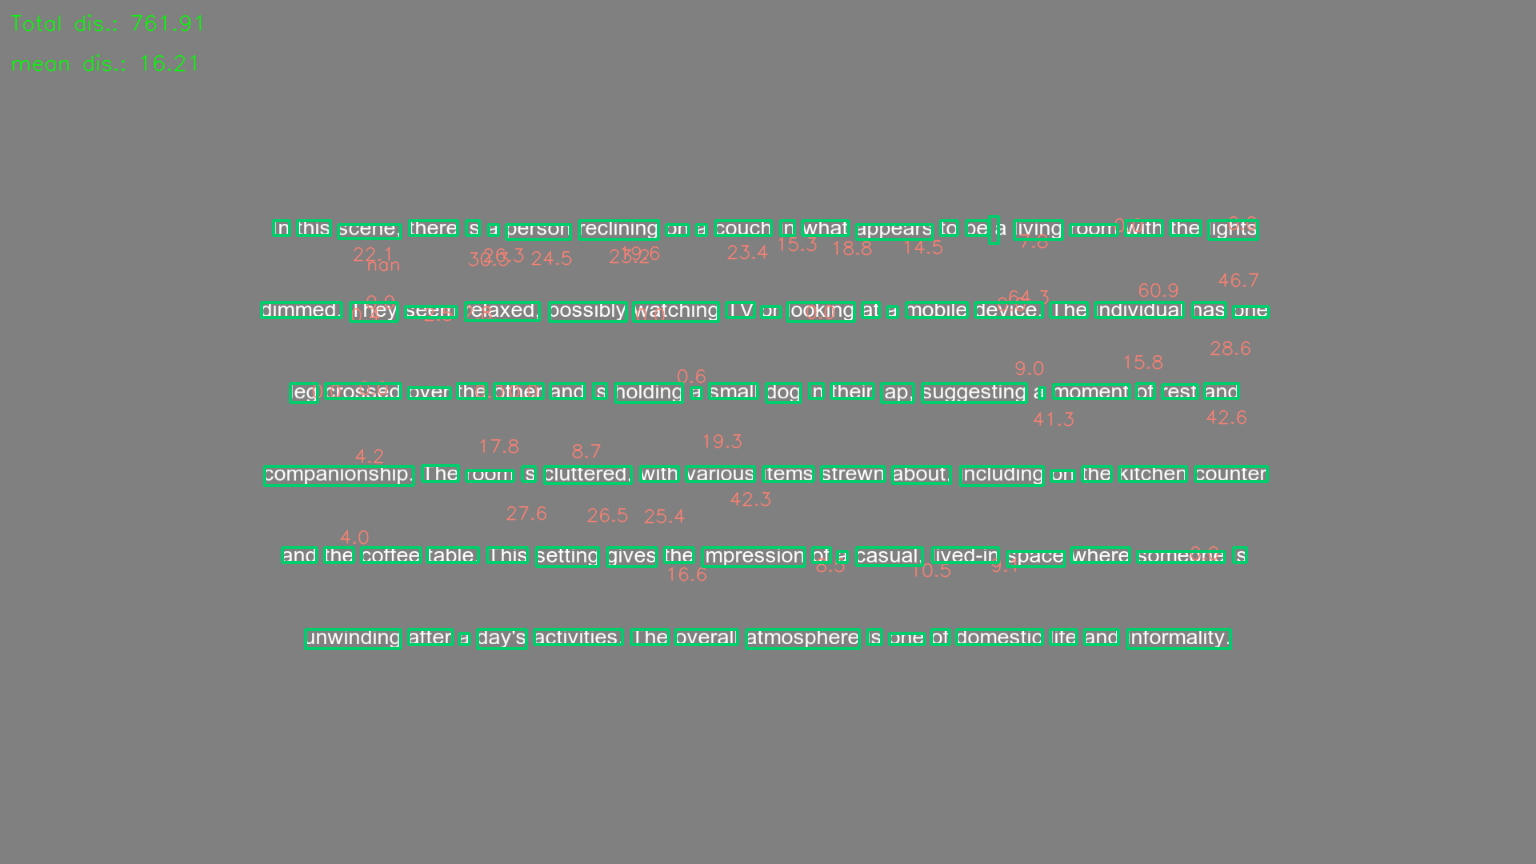 Total dis.: 761.91
mean dis.: 16.21
In this scene, there is a person reclining on a couch in what appears to be a living room with the lights
22.1 nan 30.3 26.3 24.5 23.2 19.6 23.4 15.3 18.8 14.5 7.8
46.7
60.9
64.3
dimmed. They seem relaxed, possibly watching TV or looking at a mobile device. The individual has one
28.6
15.8
9.0
0.6
leg crossed over the other and is holding a small dog in their lap, suggesting a moment of rest and
41.3 42.6
19.3
17.8
8.7
4.2
companionship. The room is cluttered, with various items strewn about, including on the kitchen counter
42.3
27.6 26.5 25.4
4.0
and the coffee table. This setting gives the impression of a casual, lived-in space where someone is
16.6 8.5 10.5
unwinding after a day's activities. The overall atmosphere is one of domestic life and informality.